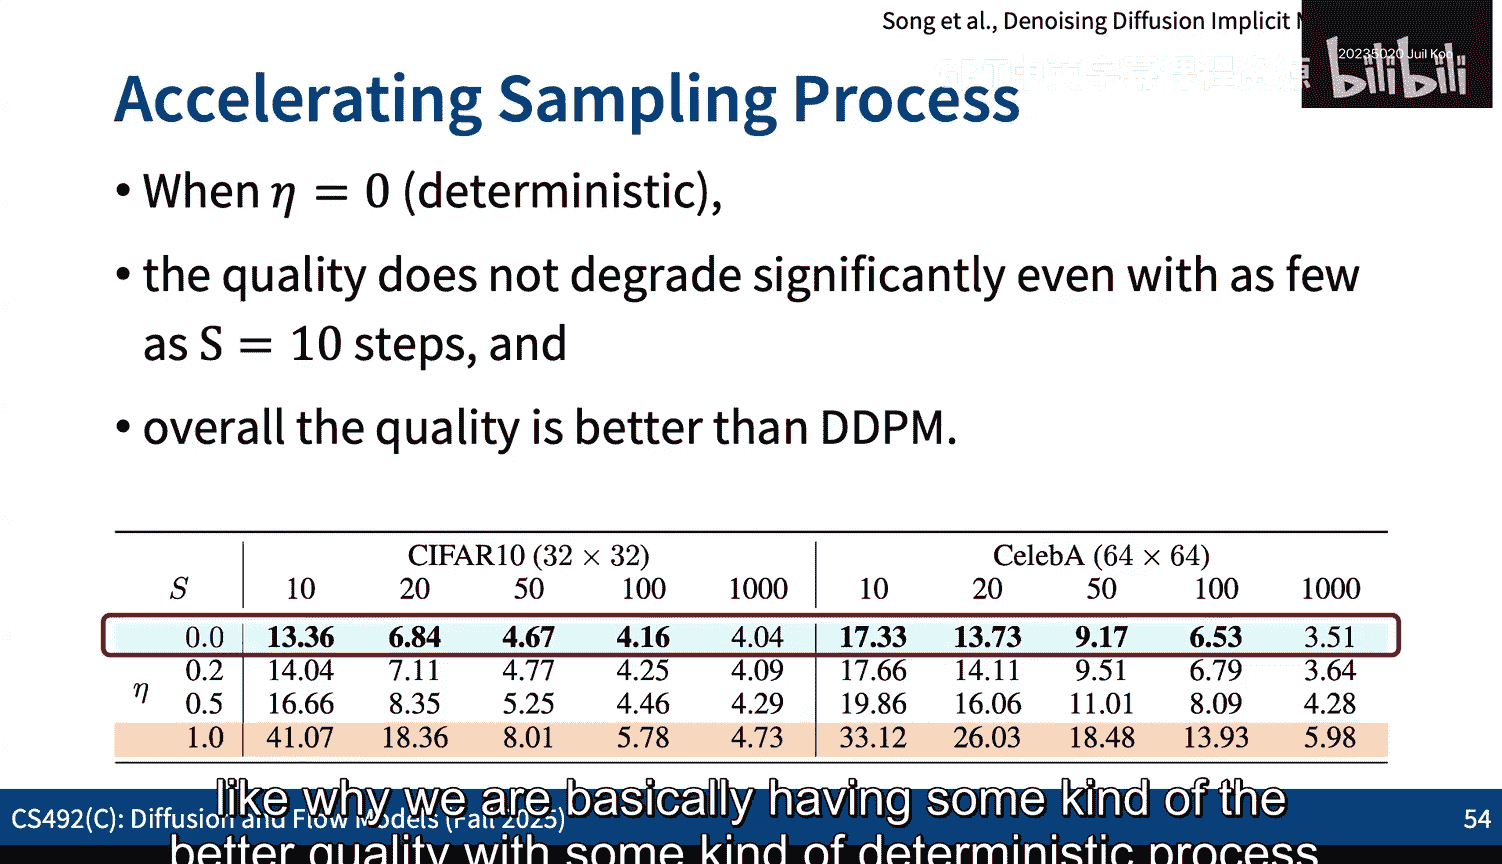 Song et al., Denoising Diffusion Implicit
20235020 Juil Koo
bilibili
Accelerating Sampling Process
• When η = 0 (deterministic),
• the quality does not degrade significantly even with as few
as S = 10 steps, and
• overall the quality is better than DDPM.
CIFAR10 (32 × 32) CelebA (64 × 64)
S 10 20 50 100 1000 10 20 50 100 1000
0.0 13.36 6.84 4.67 4.16 4.04 17.33 13.73 9.17 6.53 3.51
0.2 14.04 7.11 4.77 4.25 4.09 17.66 14.11 9.51 6.79 3.64
η
0.5 16.66 8.35 5.25 4.46 4.29 19.86 16.06 11.01 8.09 4.28
1.0 41.07 18.36 8.01 5.78 4.73 33.12 26.03 18.48 13.93 5.98
like why we are basically having some kind of the
CS492(C): Diffusion and Flow Models (Fall 2025) 54
better quality with some kind of deterministic process